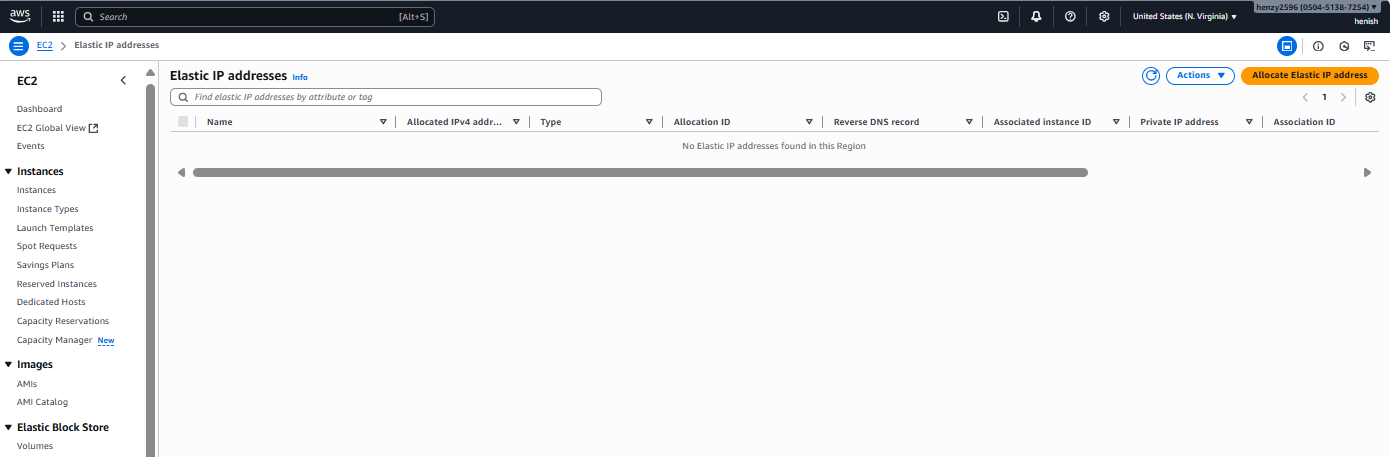 aws
Search [Alt+S]
United States (N. Virginia)
henzy2596 (0504-5138-7254)
henish
EC2 Elastic IP addresses
EC2
Dashboard
EC2 Global View
Events
Instances
Instances
Instance Types
Launch Templates
Spot Requests
Savings Plans
Reserved Instances
Dedicated Hosts
Capacity Reservations
Capacity Manager New
Images
AMIs
AMI Catalog
Elastic Block Store
Volumes
Elastic IP addresses Info
Actions
Allocate Elastic IP address
Find elastic IP addresses by attribute or tag
1
Name Allocated IPv4 addr... Type Allocation ID Reverse DNS record Associated instance ID Private IP address Association ID
No Elastic IP addresses found in this Region